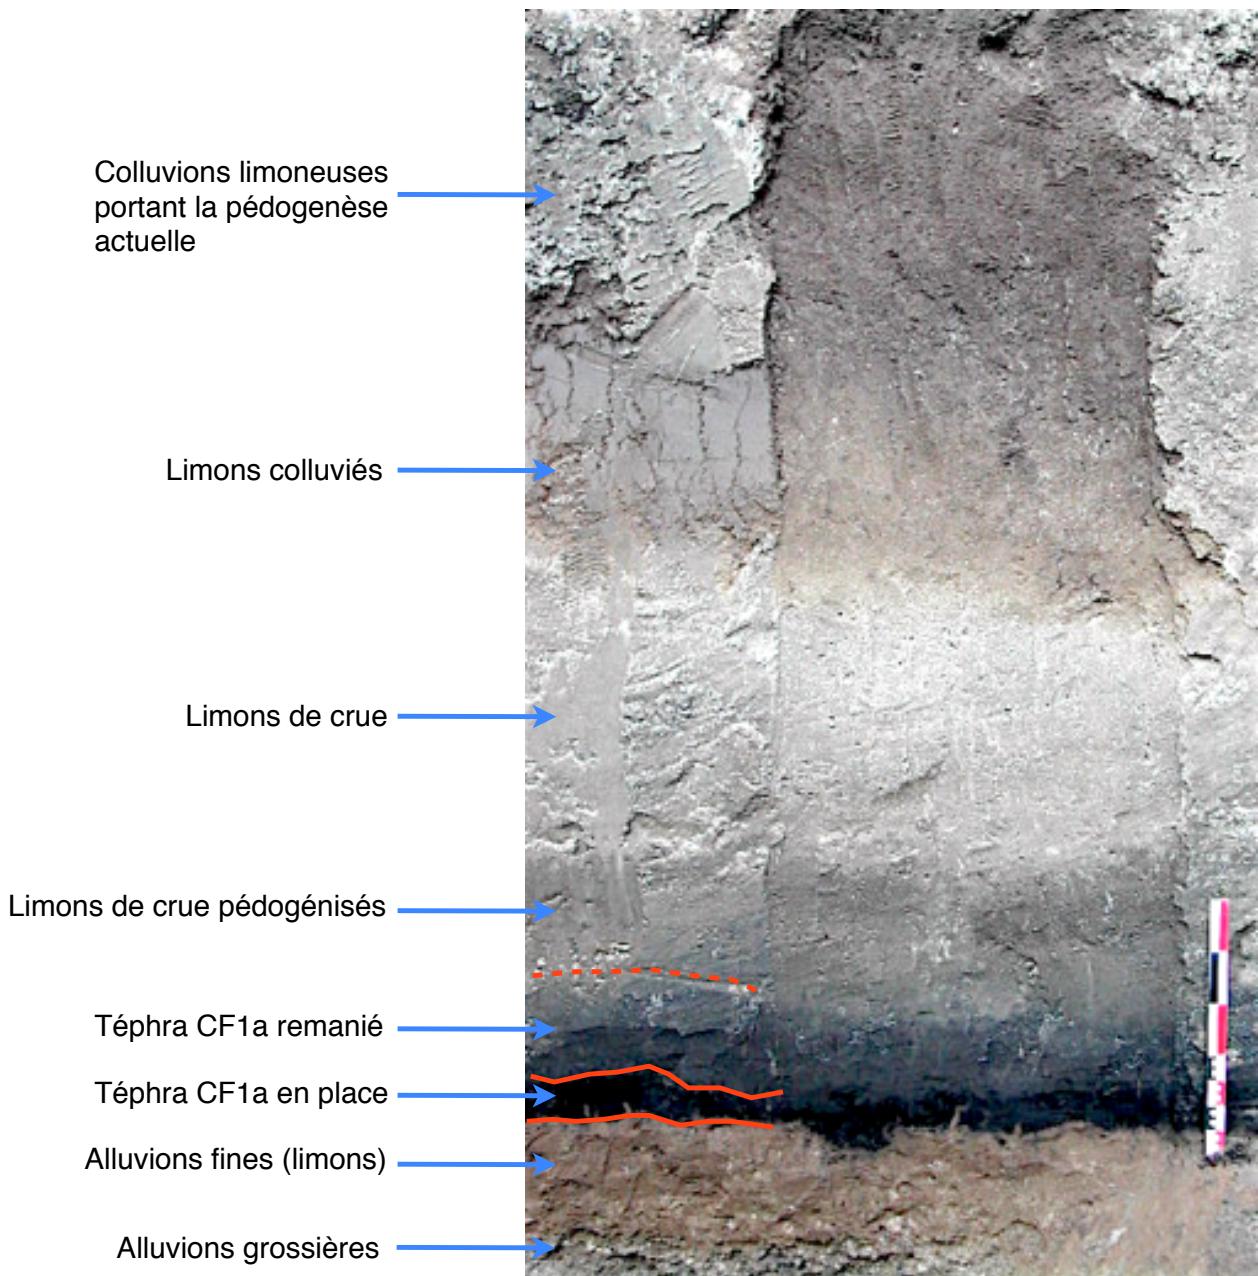 Colluvions limoneuses
portant la pédogenèse
actuelle
Limons colluviés
Limons de crue
Limons de crue pédogénisés
Téphra CF1a remanié
Téphra CF1a en place
Alluvions fines (limons)
Alluvions grossières